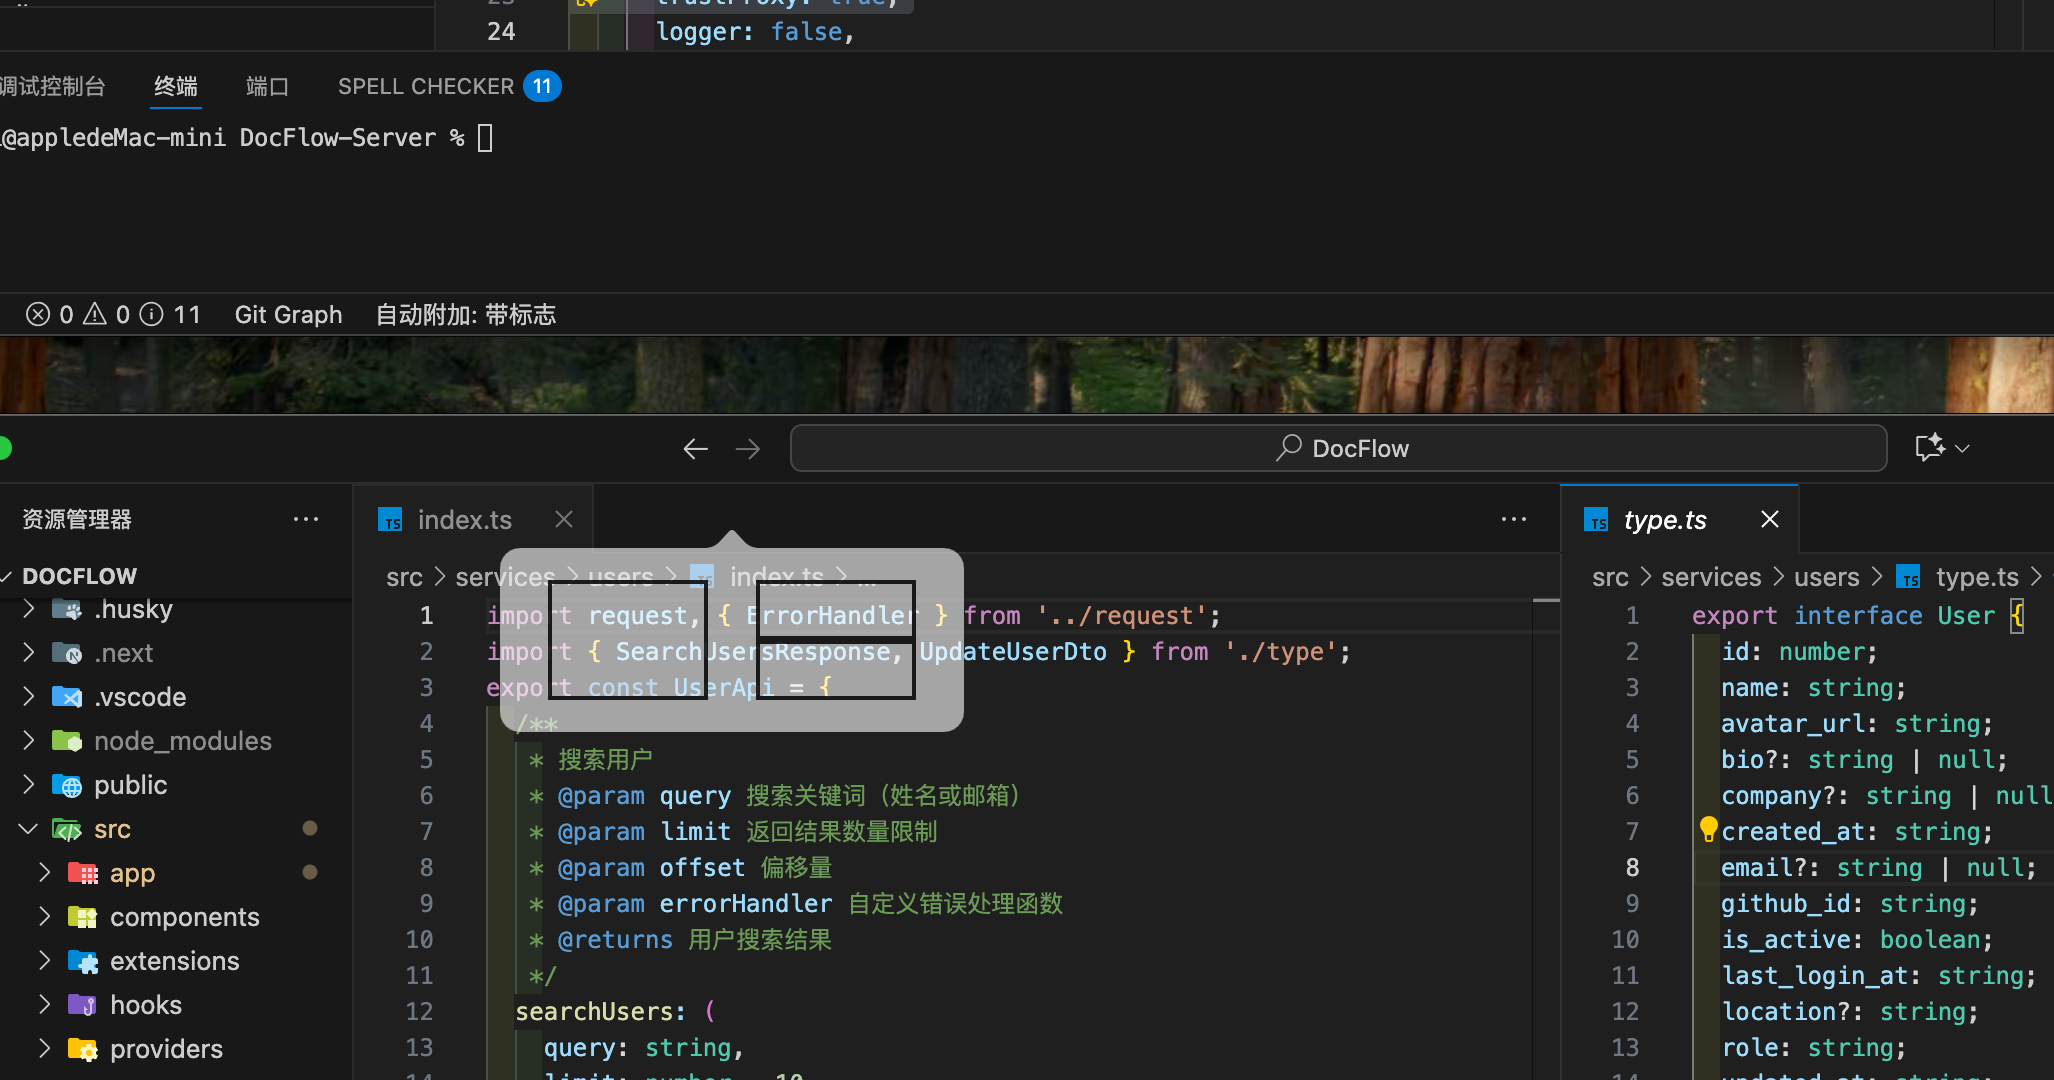 trustProxy: true,
24 logger: false,
调试控制台 终端 端口 SPELL CHECKER 11
@appledeMac-mini DocFlow-Server %
0 0 11 Git Graph 自动附加: 带标志
DocFlow
资源管理器
DOCFLOW
.husky
.next
.vscode
node_modules
public
src
app
components
extensions
hooks
providers
index.ts
src > services > users > index.ts > ...
1 import request, { ErrorHandler } from '../request';
2 import { SearchUsersResponse, UpdateUserDto } from './type';
3 export const UserApi = {
4 /**
5 * 搜索用户
6 * @param query 搜索关键词（姓名或邮箱）
7 * @param limit 返回结果数量限制
8 * @param offset 偏移量
9 * @param errorHandler 自定义错误处理函数
10 * @returns 用户搜索结果
11 */
12 searchUsers: (
13 query: string,
type.ts
src > services > users > type.ts >
1 export interface User {
2 id: number;
3 name: string;
4 avatar_url: string;
5 bio?: string | null;
6 company?: string | null
7 created_at: string;
8 email?: string | null;
9 github_id: string;
10 is_active: boolean;
11 last_login_at: string;
12 location?: string;
13 role: string;